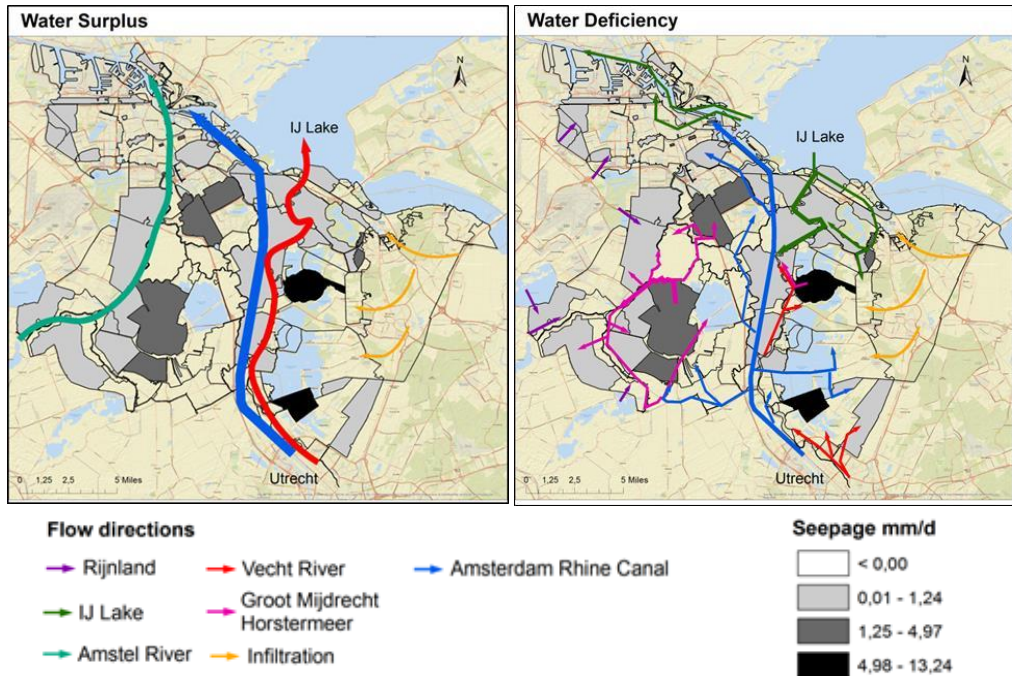 Water Surplus
N
IJ Lake
Utrecht
0 1,25 2,5 5 Miles
Water Deficiency
N
IJ Lake
Utrecht
0 1,25 2,5 5 Miles
Flow directions
Rijnland
Vecht River
Amsterdam Rhine Canal
IJ Lake
Groot Mijdrecht
Horstermeer
Amstel River
Infiltration
Seepage mm/d
< 0,00
0,01 - 1,24
1,25 - 4,97
4,98 - 13,24